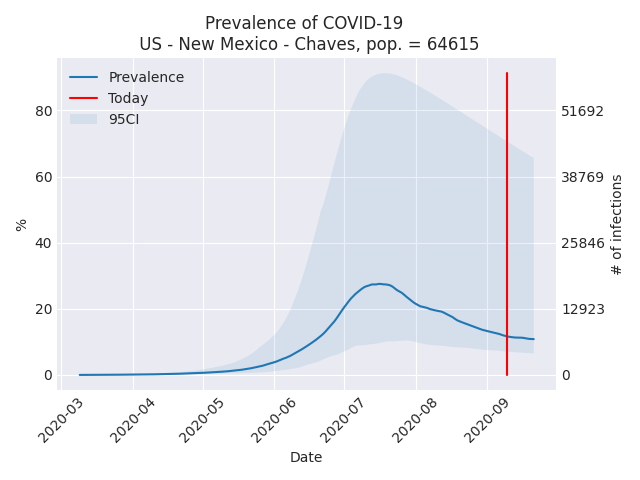 Prevalence of COVID-19
US - New Mexico - Chaves, pop. = 64615
Prevalence
Today
95CI
%
80
60
40
20
0
51692
38769
25846
12923
0
# of infections
2020-03
2020-04
2020-05
2020-06
2020-07
2020-08
2020-09
Date